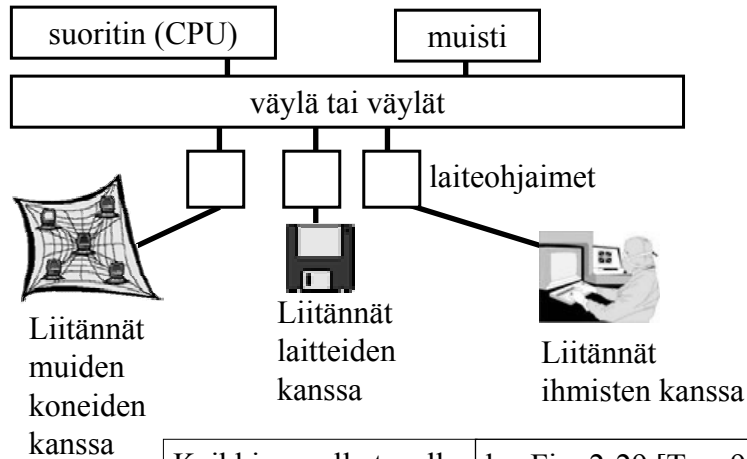 suoritin (CPU)
muisti
väylä tai väylät
laiteohjaimet
Liitännät
muiden
koneiden
kanssa
Liitännät
laitteiden
kanssa
Liitännät
ihmisten kanssa